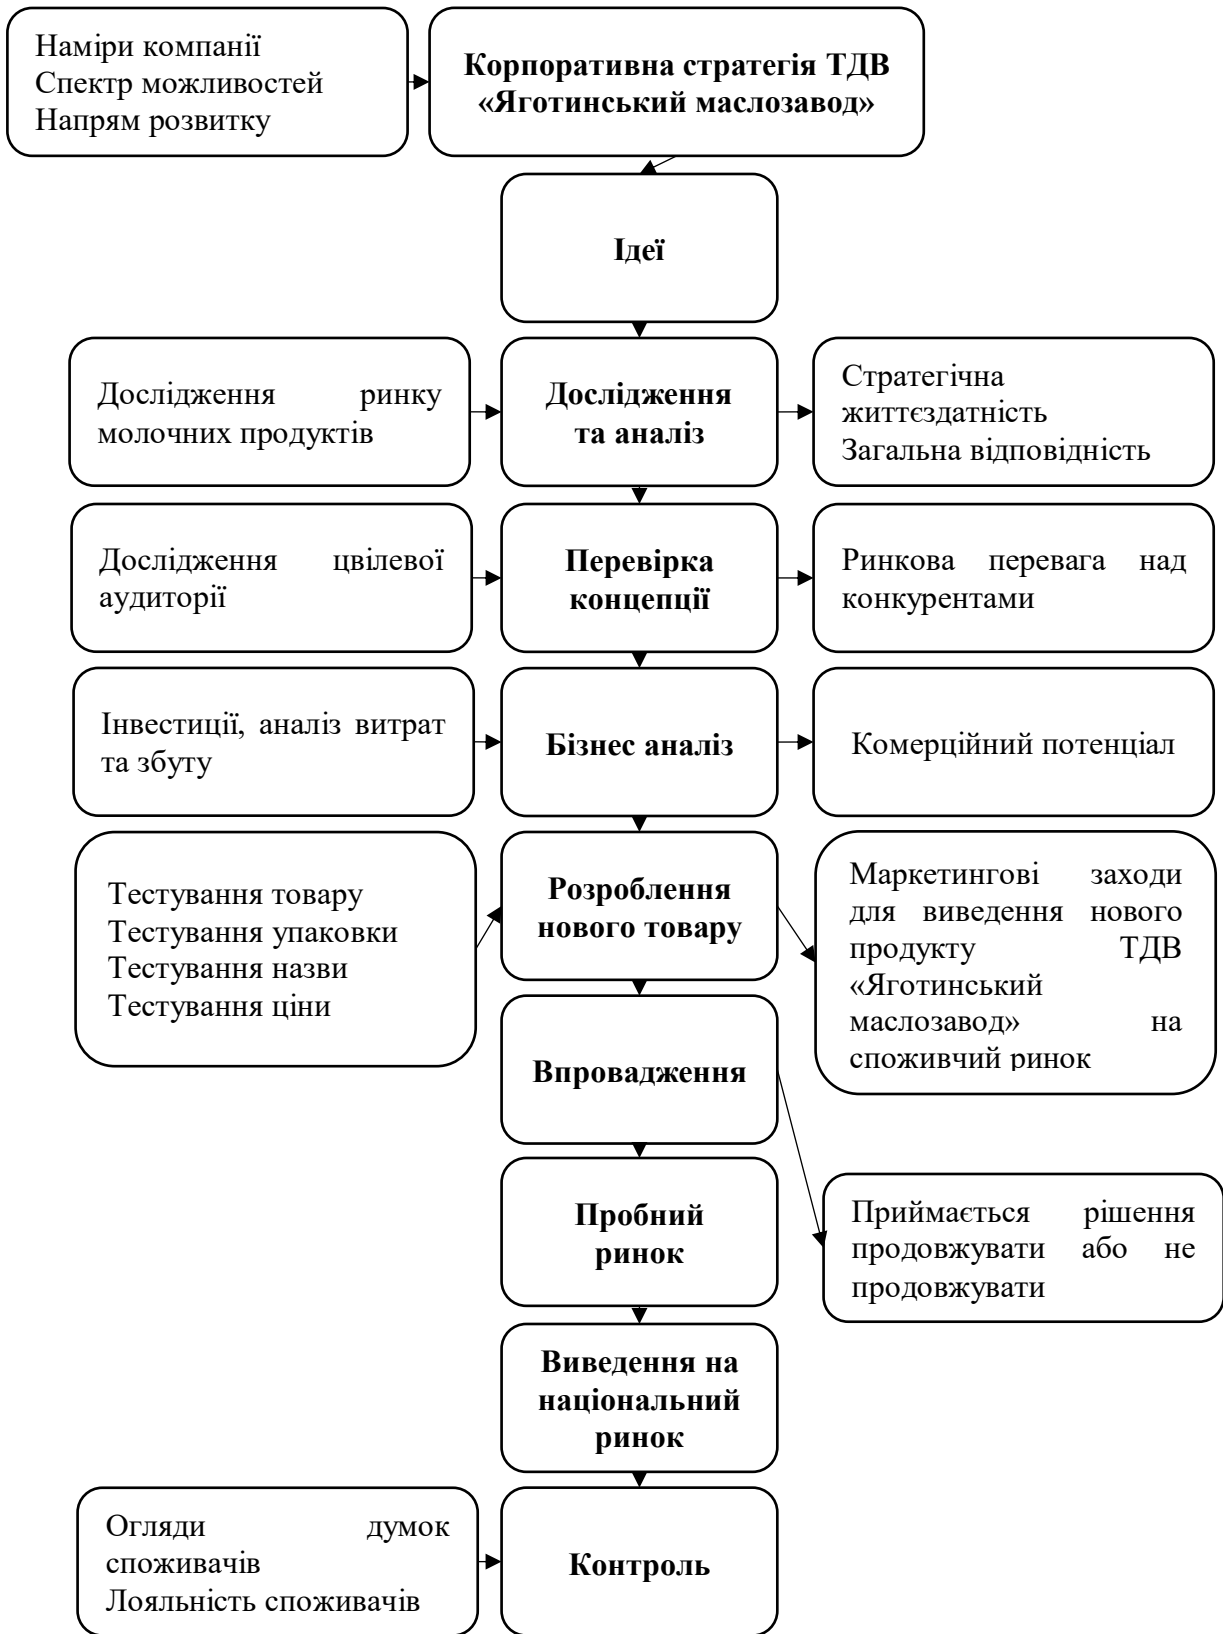 Наміри компанії
Спектр можливостей
Напрям розвитку
Корпоративна стратегія ТДВ
«Яготинський маслозавод»
Ідеї
Дослідження ринку
молочних продуктів
Дослідження
та аналіз
Стратегічна
життєздатність
Загальна відповідність
Дослідження цвілевої
аудиторії
Перевірка
концепції
Ринкова перевага над
конкурентами
Інвестиції, аналіз витрат
та збуту
Бізнес аналіз
Комерційний потенціал
Тестування товару
Тестування упаковки
Тестування назви
Тестування ціни
Розроблення
нового товару
Маркетингові заходи
для виведення нового
продукту ТДВ
«Яготинський
маслозавод» на
споживчий ринок
Впровадження
Пробний
ринок
Приймається рішення
продовжувати або не
продовжувати
Виведення на
національний
ринок
Огляди думок
споживачів
Лояльність споживачів
Контроль